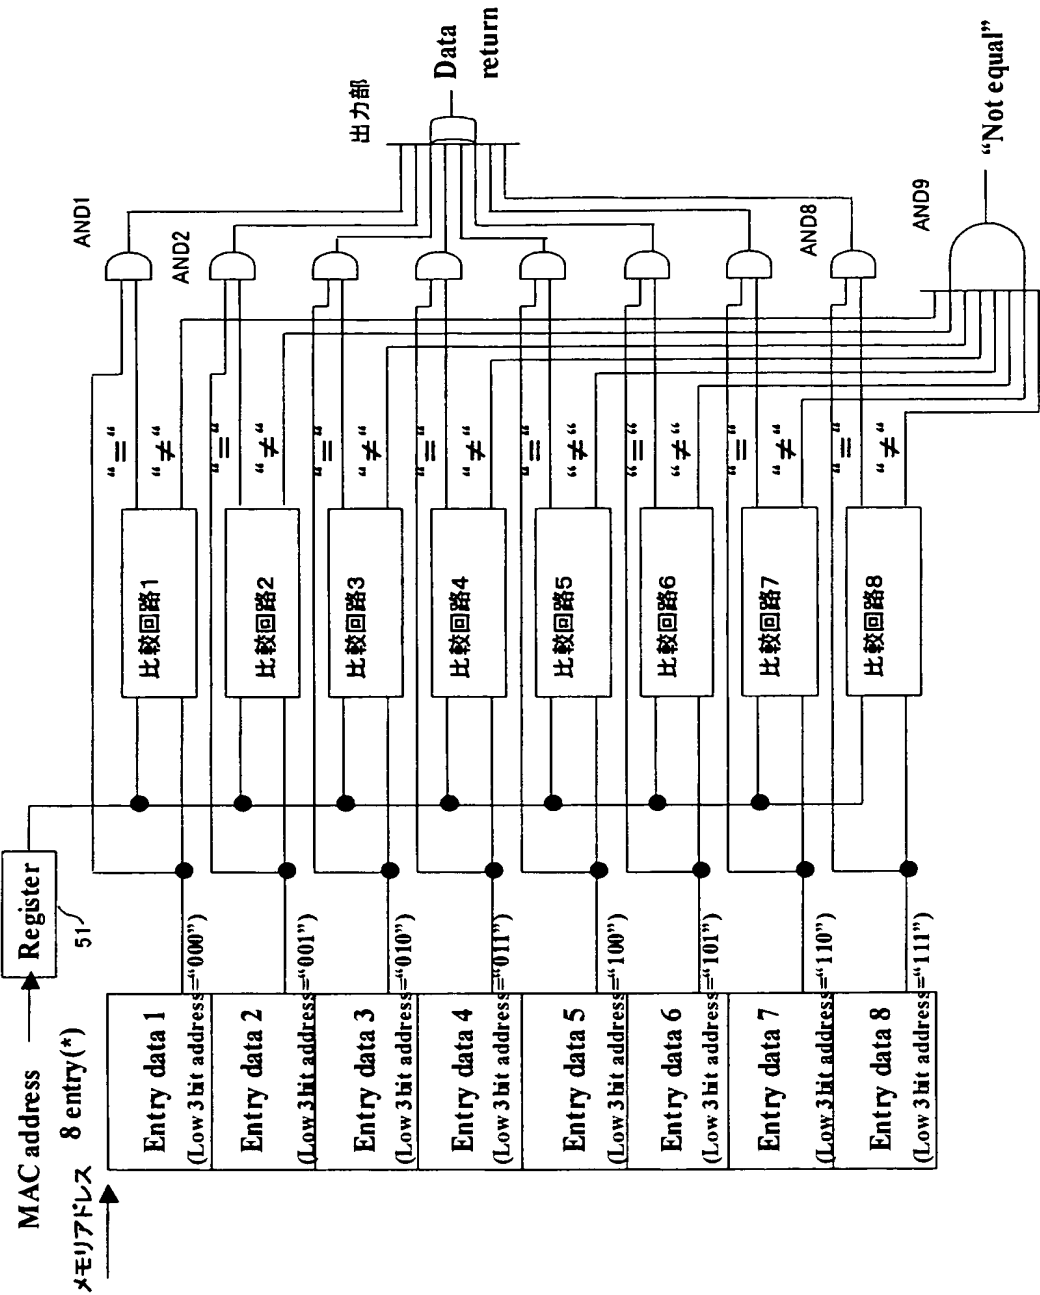 MAC address
Register
51
メモリアドレス
8 entry(*)
Entry data 1
(Low 3 bit address=“000”)
Entry data 2
(Low 3 bit address=“001”)
Entry data 3
(Low 3 bit address=“010”)
Entry data 4
(Low 3 bit address=“011”)
Entry data 5
(Low 3 bit address=“100”)
Entry data 6
(Low 3 bit address=“101”)
Entry data 7
(Low 3 bit address=“110”)
Entry data 8
(Low 3 bit address=“111”)
比較回路1
比較回路2
比較回路3
比較回路4
比較回路5
比較回路6
比較回路7
比較回路8
“=“
“≠“
“=“
“≠“
“=“
“≠“
“=“
“≠“
“=“
“≠“
“=“
“≠“
“=“
“≠“
“=“
“≠“
AND1
AND2
AND8
AND9
出力部
Data
return
“Not equal”